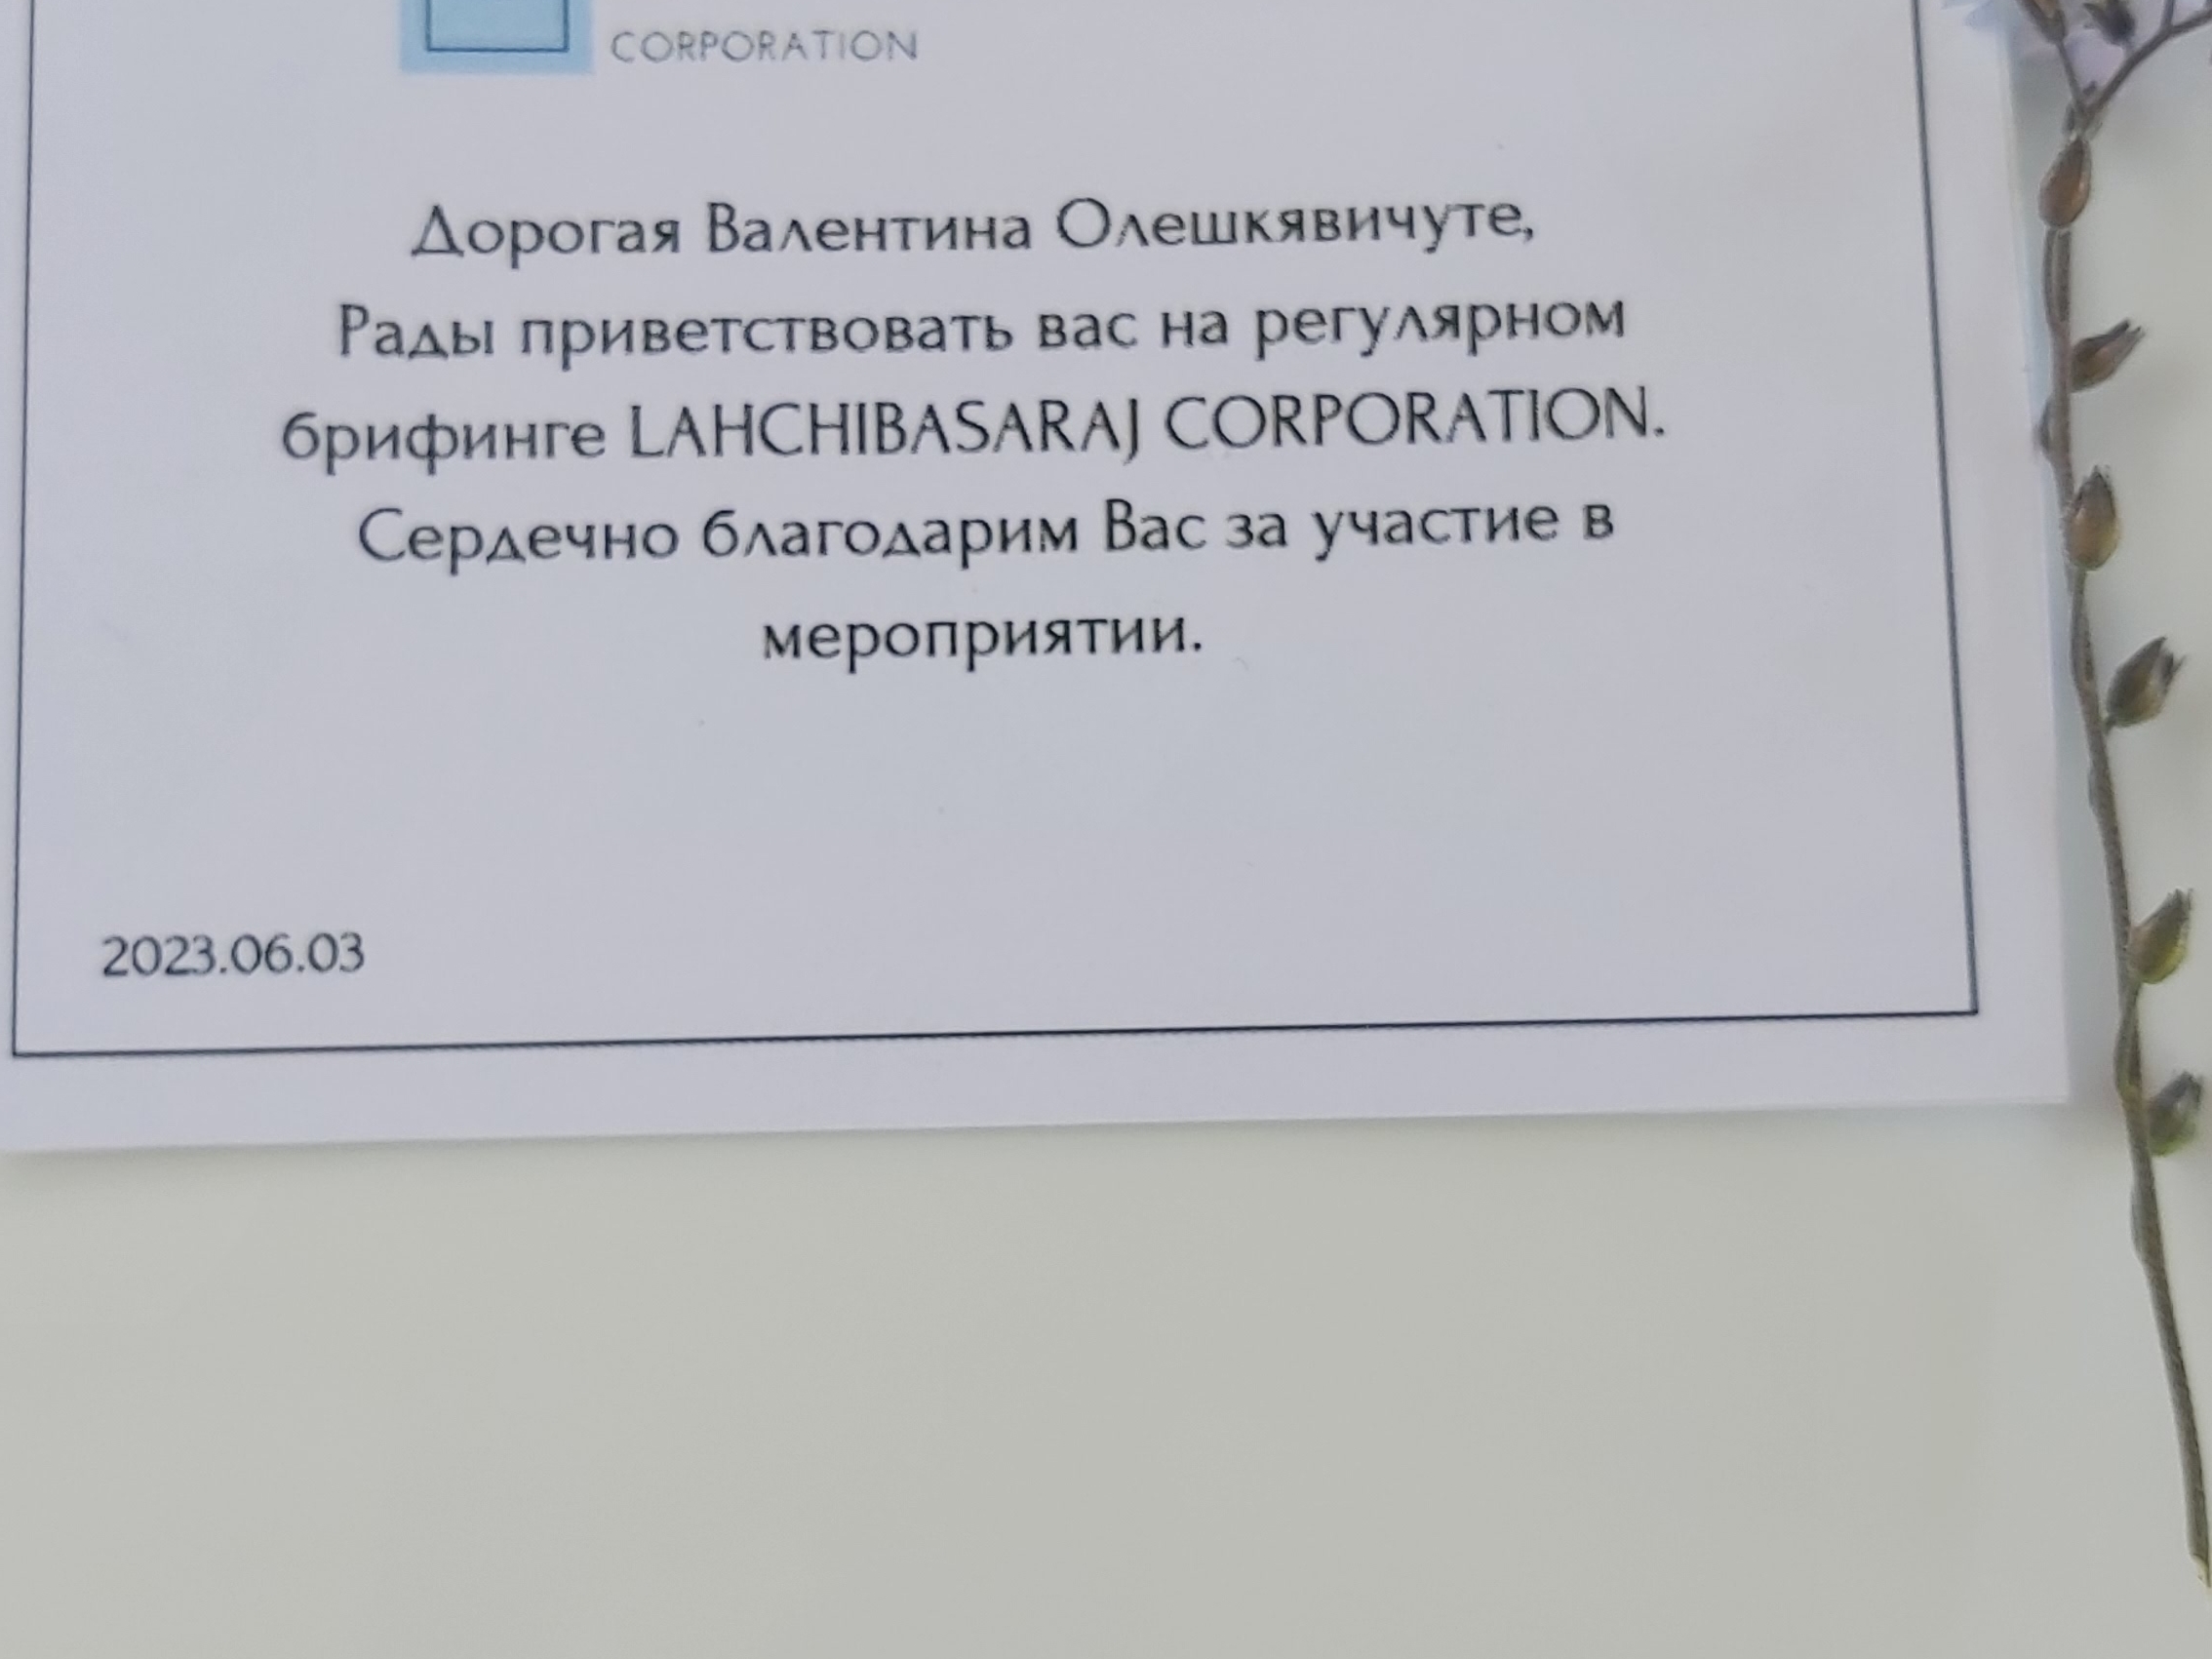 CORPORATION
Дорогая Валентина Олешкявичуте,
Рады приветствовать вас на регулярном
брифинге LAHCHIBASARAJ CORPORATION.
Сердечно благодарим Вас за участие в
мероприятии.
2023.06.03